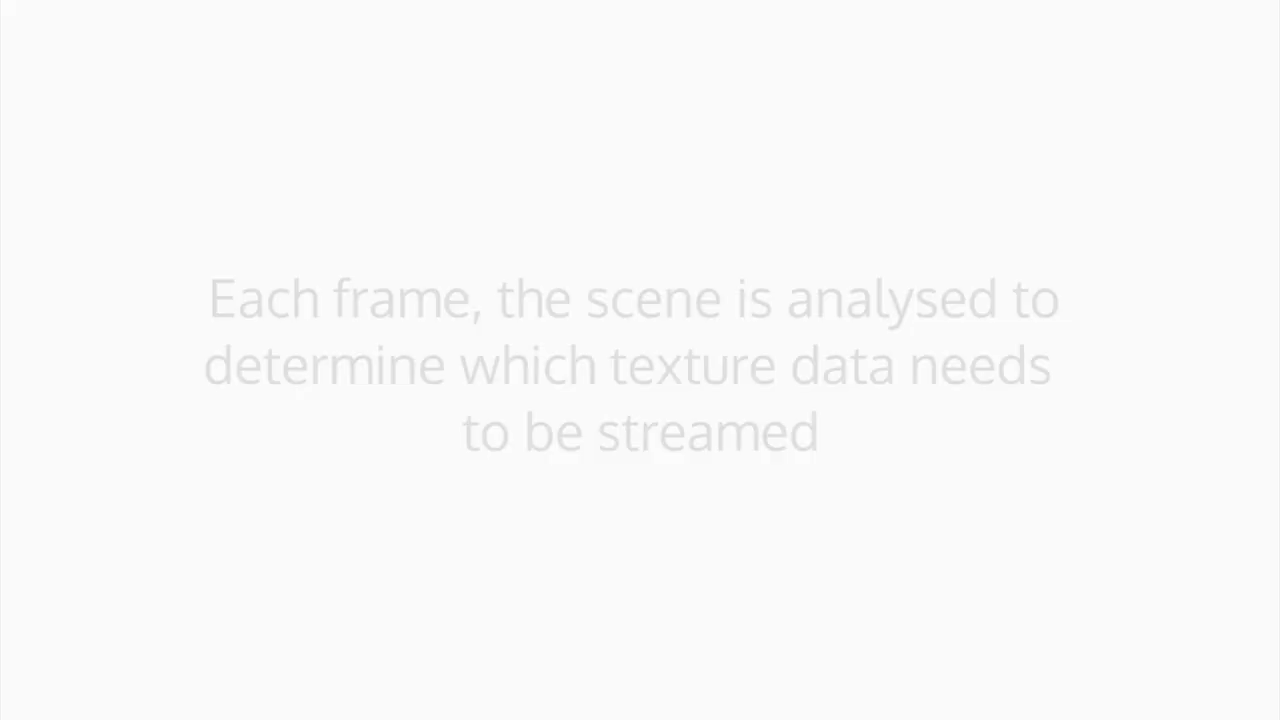 Each frame, the scene is analysed to
determine which texture data needs
to be streamed